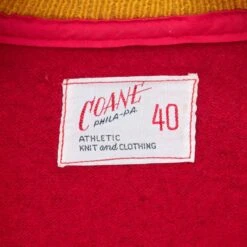 COANE 40
PHILA-PA.
ATHLETIC
KNIT and CLOTHING